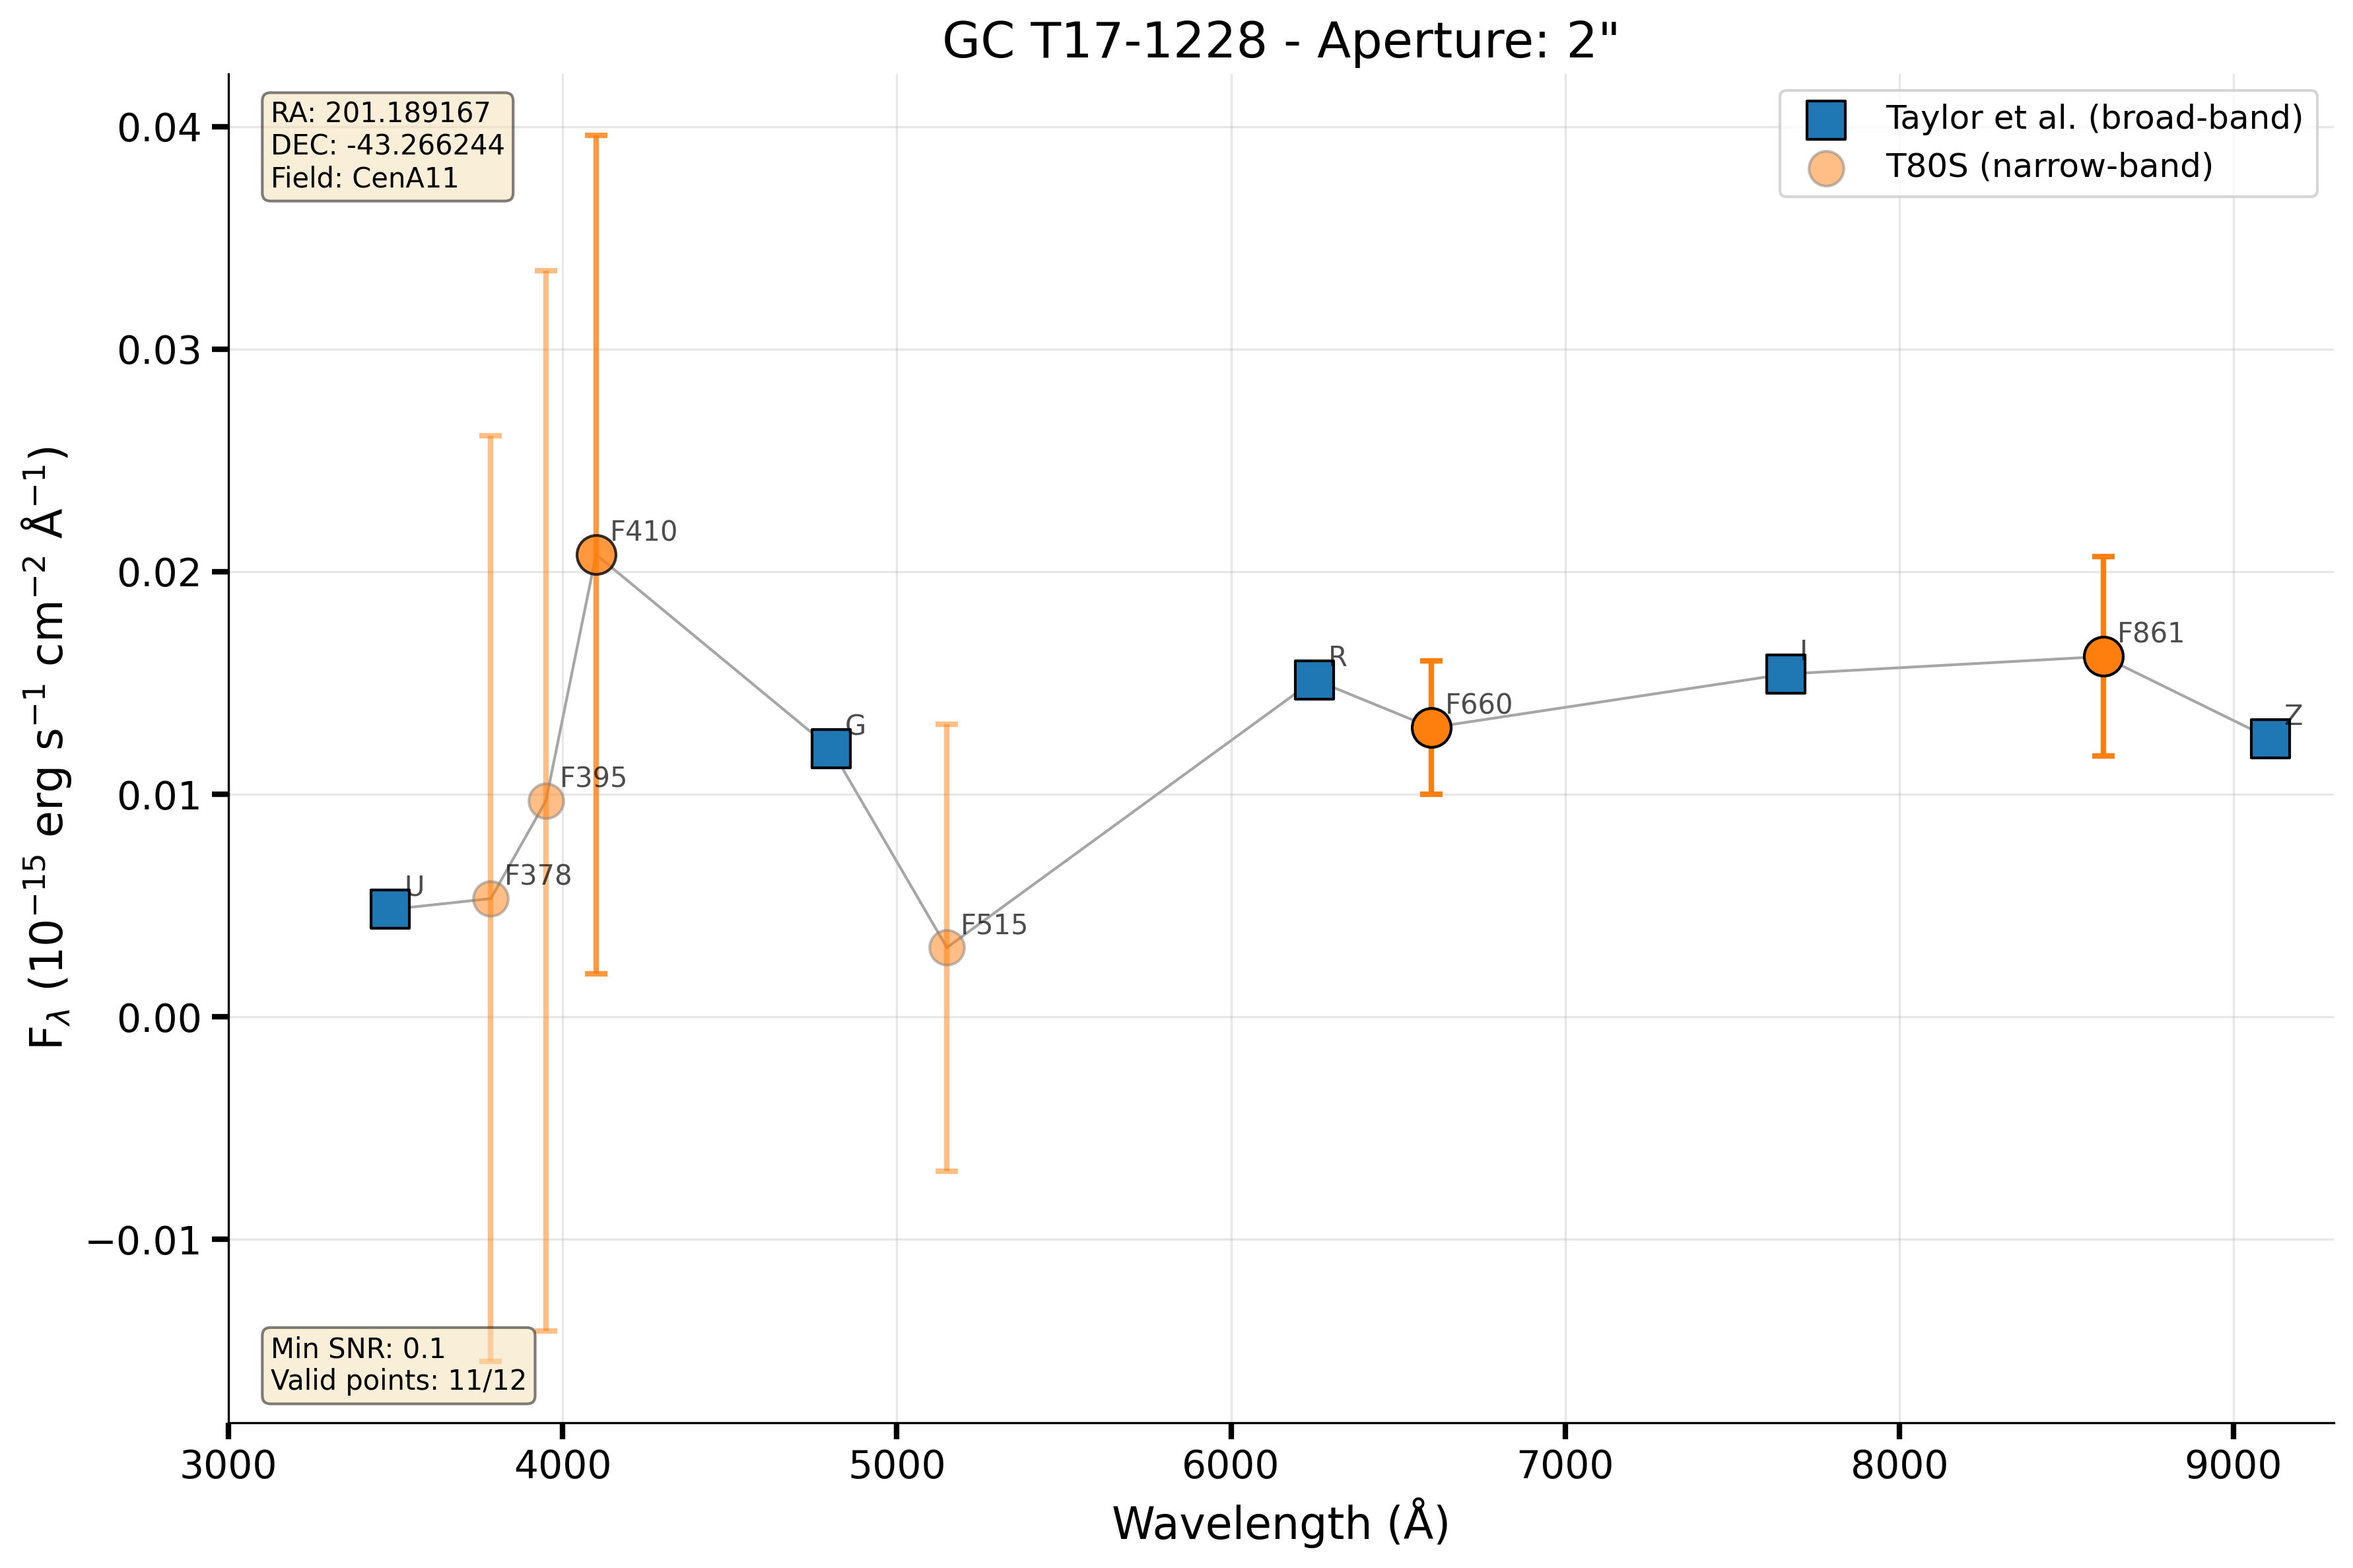 GC T17-1228 - Aperture: 2"
RA: 201.189167
DEC: -43.266244
Field: CenA11
Taylor et al. (broad-band)
T80S (narrow-band)
0.04
0.03
0.02
0.01
0.00
−0.01
F_λ (10⁻¹⁵ erg s⁻¹ cm⁻² Å⁻¹)
U
F378
F395
F410
G
F515
R
F660
I
F861
Z
Min SNR: 0.1
Valid points: 11/12
3000
4000
5000
6000
7000
8000
9000
Wavelength (Å)